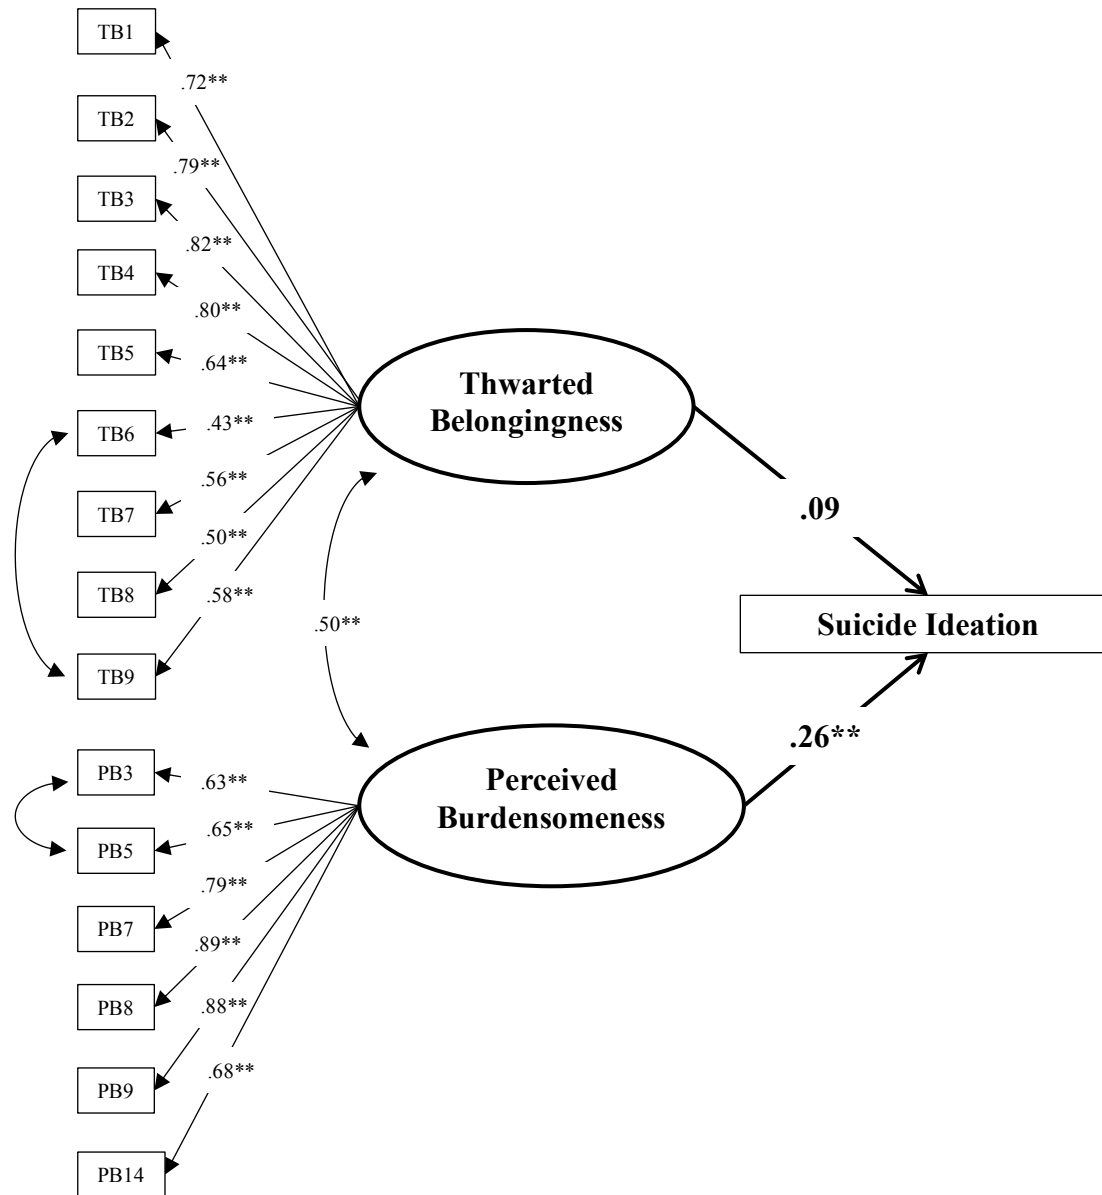 TB1
.72**
TB2
.79**
TB3
.82**
TB4
.80**
TB5
.64**
TB6
.43**
TB7
.56**
TB8
.50**
TB9
.58**
Thwarted
Belongingness
.09
.50**
Suicide Ideation
.26**
Perceived
Burdensomeness
PB3
.63**
PB5
.65**
PB7
.79**
PB8
.89**
PB9
.88**
PB14
.68**